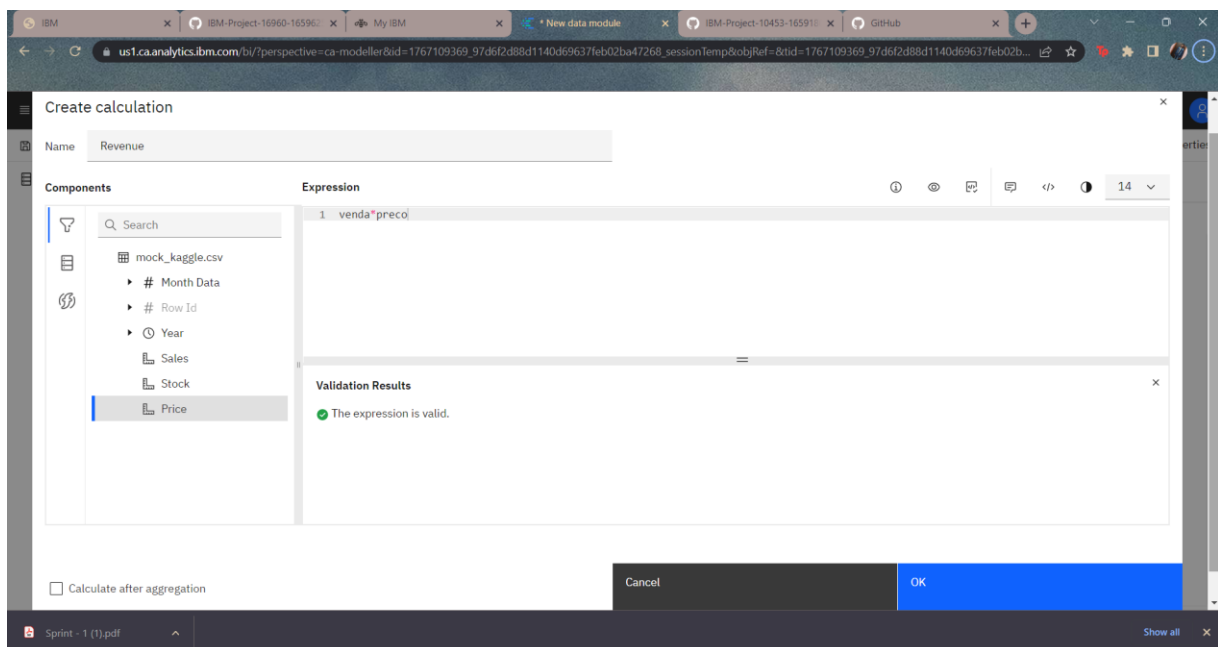 IBM
IBM-Project-16960-16596
My IBM
* New data module
IBM-Project-10453-165918
GitHub
us1.ca.analytics.ibm.com/bi/?perspective=ca-modeller&id=1767109369_97d6f2d88d1140d69637feb02ba47268_sessionTemp&objRef=&tid=1767109369_97d6f2d88d1140d69637feb02b...
Create calculation
erties
Name
Revenue
Components
Expression
14
Search
1 venda*preco
mock_kaggle.csv
# Month Data
# Row Id
Year
Sales
Stock
Price
Validation Results
The expression is valid.
Calculate after aggregation
Cancel
OK
Sprint - 1 (1).pdf
Show all